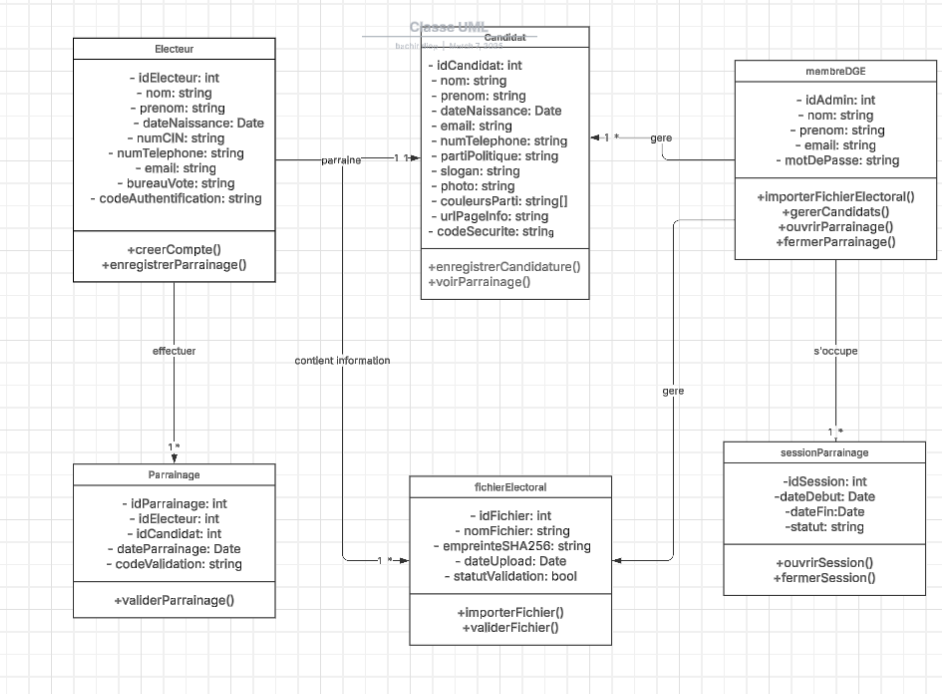 Classe UML
Electeur
- idElecteur: int
- nom: string
- prenom: string
- dateNaissance: Date
- numCIN: string
- numTelephone: string
- email: string
- bureauVote: string
- codeAuthentification: string
+creerCompte()
+enregistrerParrainage()
Candidat
- idCandidat: int
- nom: string
- prenom: string
- dateNaissance: Date
- email: string
- numTelephone: string
- partiPolitique: string
- slogan: string
- photo: string
- couleursParti: string[]
- urlPageInfo: string
- codeSecurite: string
+enregistrerCandidature()
+voirParrainage()
membreDGE
- idAdmin: int
- nom: string
- prenom: string
- email: string
- motDePasse: string
+importerFichierElectoral()
+gererCandidats()
+ouvrirParrainage()
+fermerParrainage()
parraine
1 1
1 *
gere
effectuer
1 *
contient information
1 *
gere
s'occupe
1 *
Parrainage
- idParrainage: int
- idElecteur: int
- idCandidat: int
- dateParrainage: Date
- codeValidation: string
+validerParrainage()
fichierElectoral
- idFichier: int
- nomFichier: string
- empreinteSHA256: string
- dateUpload: Date
- statutValidation: bool
+importerFichier()
+validerFichier()
sessionParrainage
-idSession: int
-dateDebut: Date
-dateFin:Date
-statut: string
+ouvrirSession()
+fermerSession()